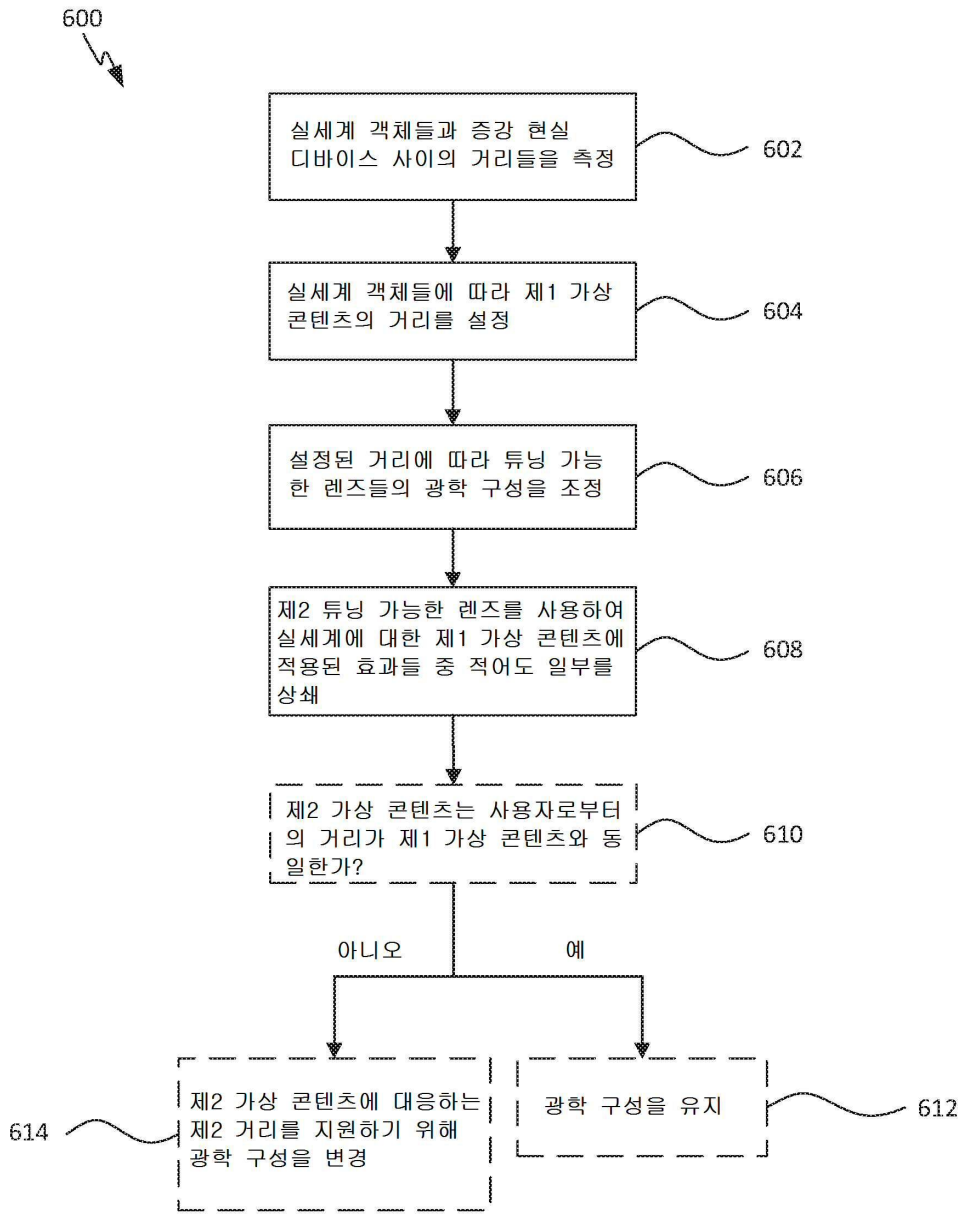 600
실세계 객체들과 증강 현실
디바이스 사이의 거리들을 측정
602
실세계 객체들에 따라 제1 가상
콘텐츠의 거리를 설정
604
설정된 거리에 따라 튜닝 가능
한 렌즈들의 광학 구성을 조정
606
제2 튜닝 가능한 렌즈를 사용하여
실세계에 대한 제1 가상 콘텐츠에
적용된 효과들 중 적어도 일부를
상쇄
608
제2 가상 콘텐츠는 사용자로부터
의 거리가 제1 가상 콘텐츠와 동
일한가?
610
아니오
예
제2 가상 콘텐츠에 대응하는
제2 거리를 지원하기 위해
광학 구성을 변경
614
광학 구성을 유지
612